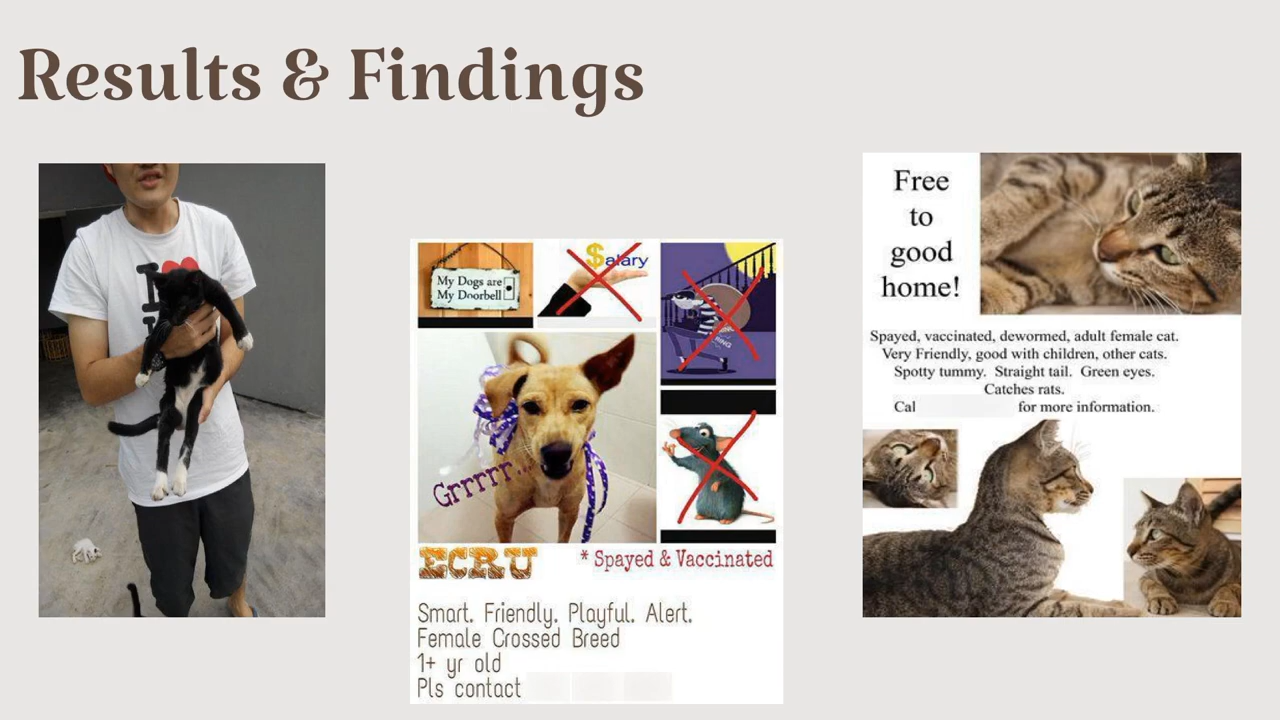 Results & Findings
I
My Dogs are
My Doorbell
$alary
Grrrrr...
ECRU
* Spayed & Vaccinated
Smart. Friendly. Playful. Alert.
Female Crossed Breed
1+ yr old
Pls contact
Free
to
good
home!
Spayed, vaccinated, dewormed, adult female cat.
Very Friendly, good with children, other cats.
Spotty tummy. Straight tail. Green eyes.
Catches rats.
Cal for more information.